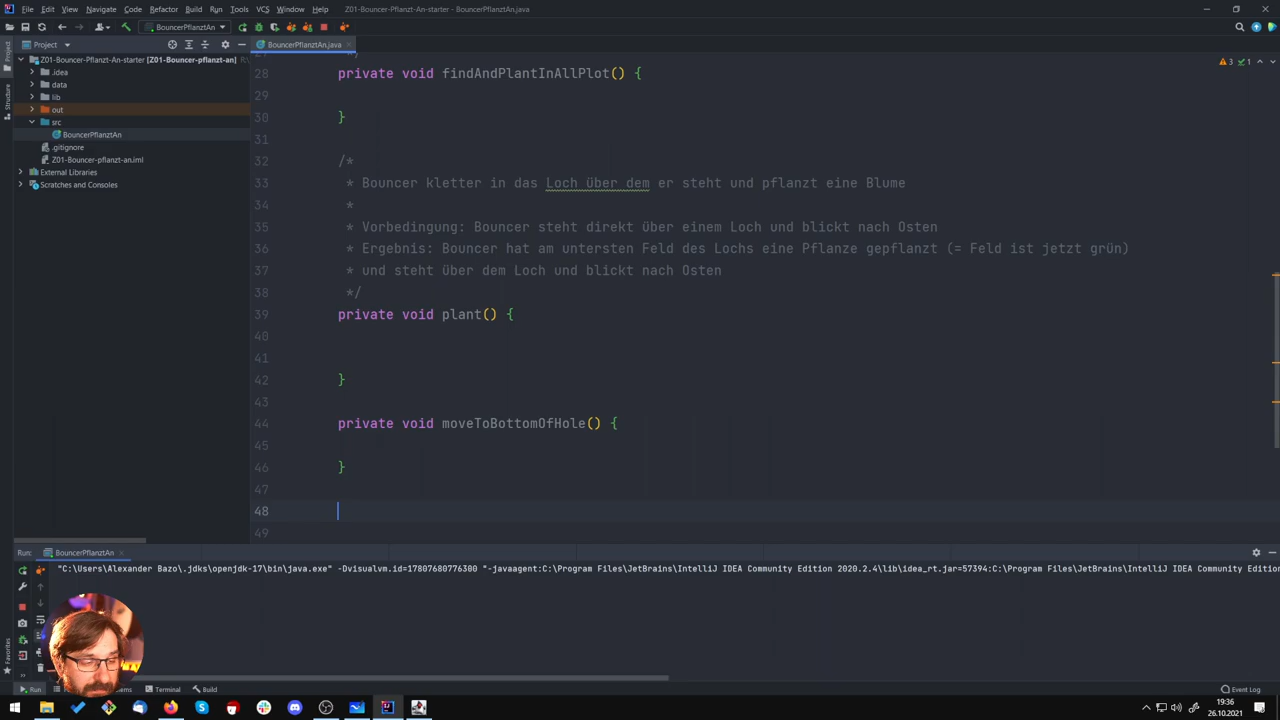 File Edit View Navigate Code Refactor Build Run Tools VCS Window Help Z01-Bouncer-Pflanzt-An-starter - BouncerPflanztAn.java
BouncerPflanztAn
Project
BouncerPflanztAn.java
Z01-Bouncer-Pflanzt-An-starter [Z01-Bouncer-pflanzt-an]
.idea
data
lib
out
src
BouncerPflanztAn
.gitignore
Z01-Bouncer-pflanzt-an.iml
External Libraries
Scratches and Consoles
Project
Structure
Favorites
3 1
28 private void findAndPlantInAllPlot() {
29
30 }
31
32 /*
33 * Bouncer kletter in das Loch über dem er steht und pflanzt eine Blume
34 *
35 * Vorbedingung: Bouncer steht direkt über einem Loch und blickt nach Osten
36 * Ergebnis: Bouncer hat am untersten Feld des Lochs eine Pflanze gepflanzt (= Feld ist jetzt grün)
37 * und steht über dem Loch und blickt nach Osten
38 */
39 private void plant() {
40
41
42 }
43
44 private void moveToBottomOfHole() {
45
46 }
47
48
49
Run: BouncerPflanztAn
"C:\Users\Alexander Bazo\.jdks\openjdk-17\bin\java.exe" -Dvisualvm.id=17807680776300 "-javaagent:C:\Program Files\JetBrains\IntelliJ IDEA Community Edition 2020.2.4\lib\idea_rt.jar=57394:C:\Program Files\JetBrains\IntelliJ IDEA Community Edition
Run Terminal Build Event Log
19:36
26.10.2021